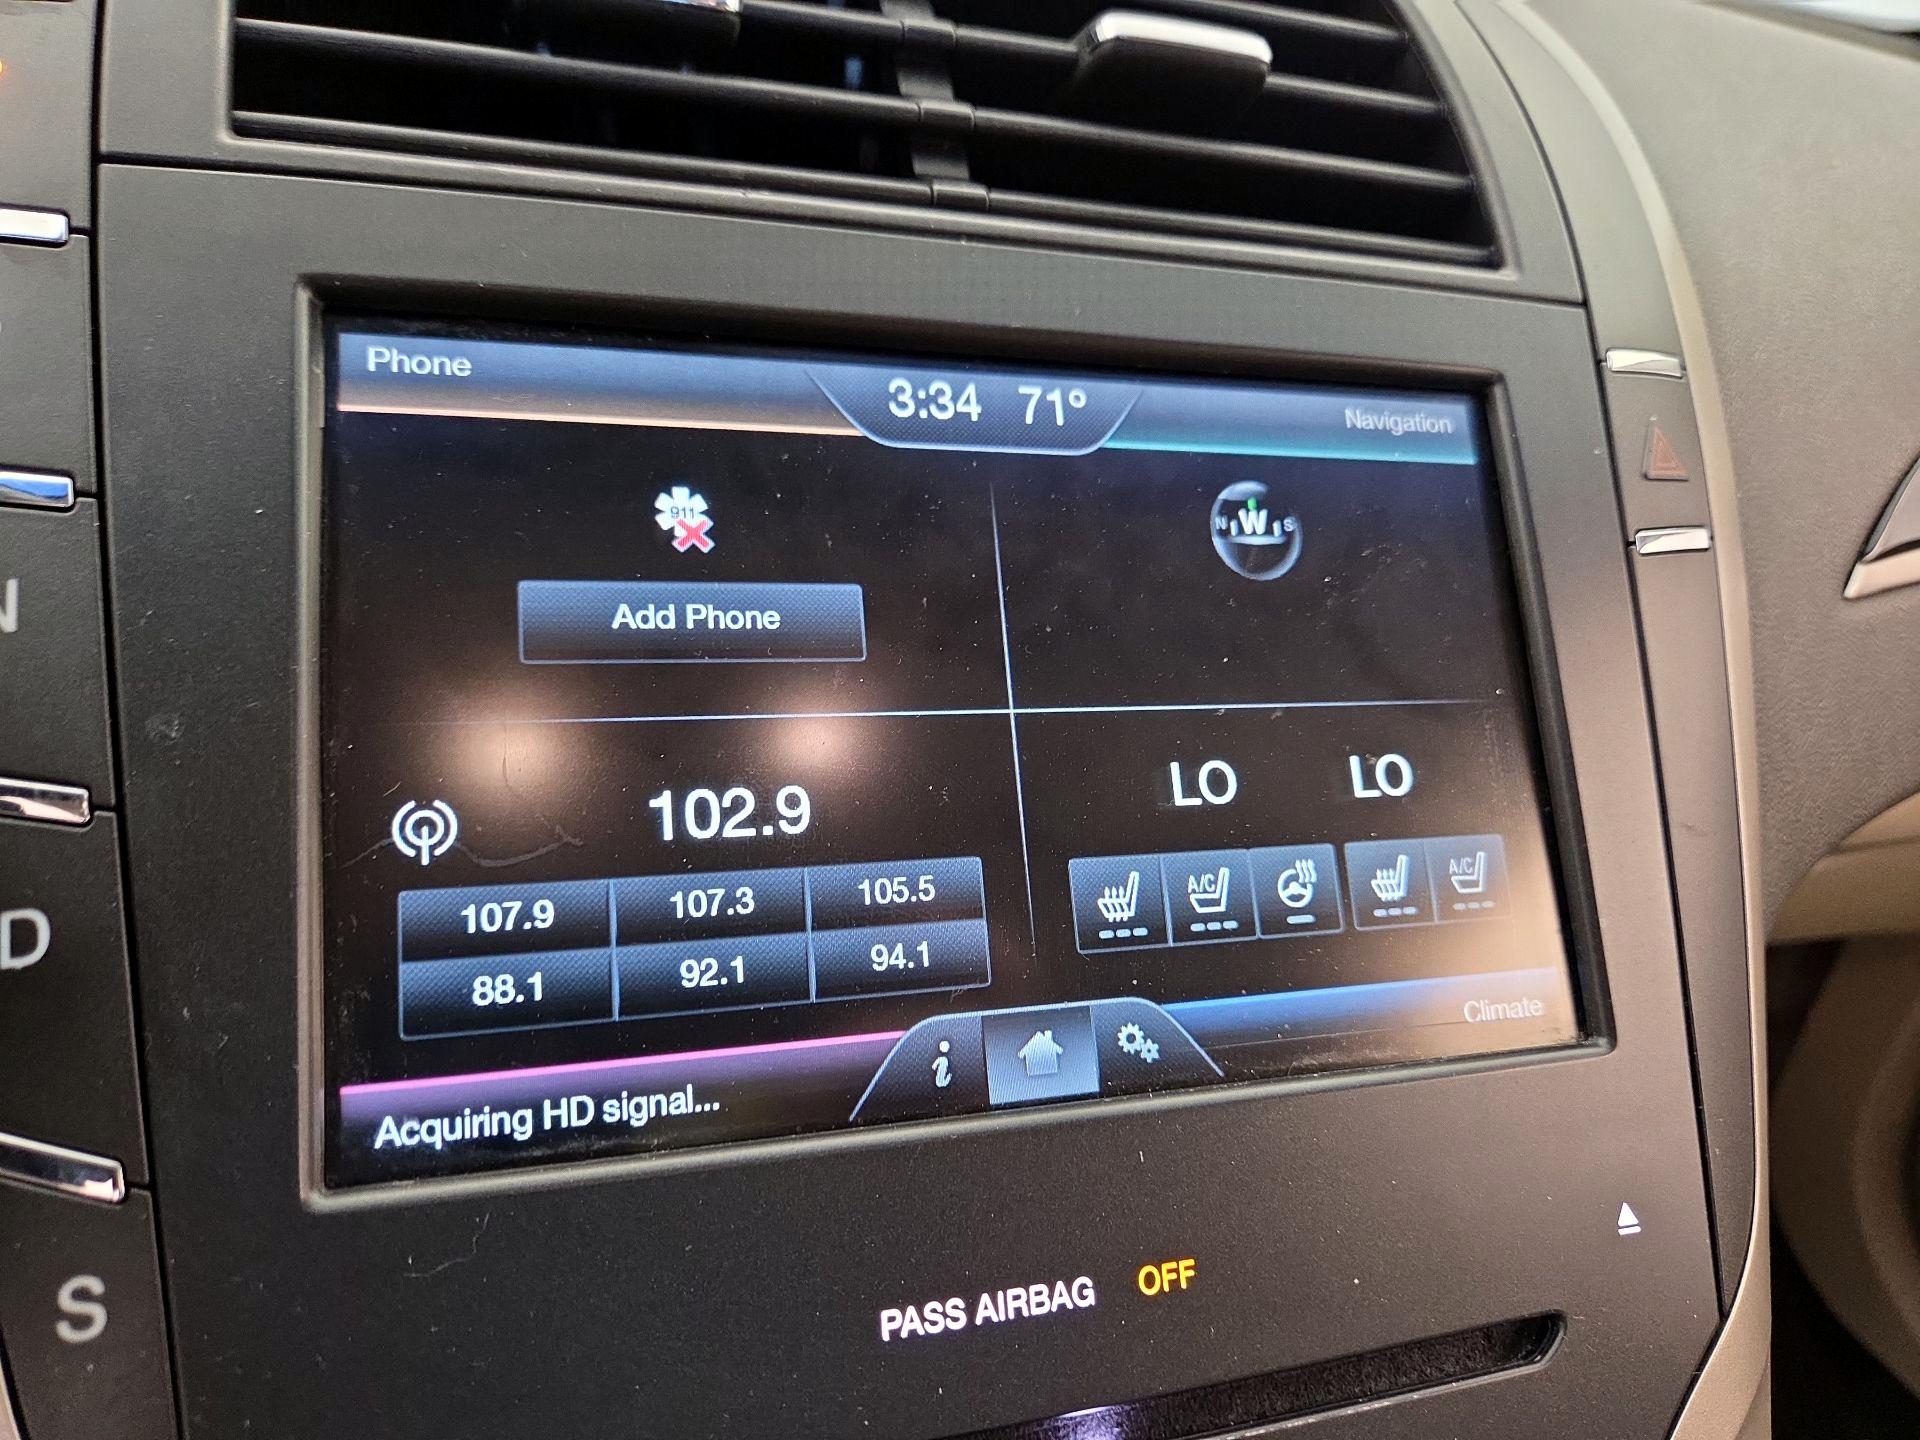 Phone
3:34 71°
Navigation
911
N W S
Add Phone
102.9
LO LO
107.9 107.3 105.5
88.1 92.1 94.1
A/C
A/C
Climate
i
Acquiring HD signal...
PASS AIRBAG OFF
N
D
S